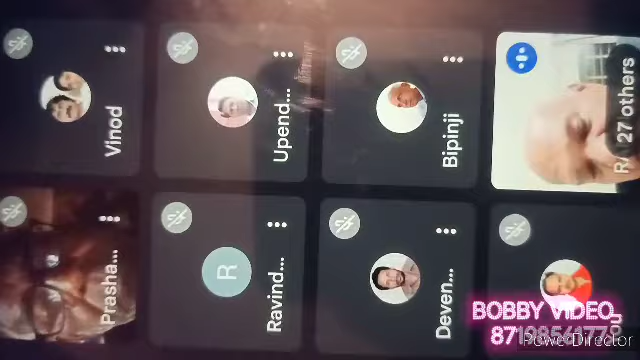 Vinod
Upend...
Bipinji
27 others
Prasha...
R
Ravind...
Deven...
BOBBY VIDEO
PowerDirector